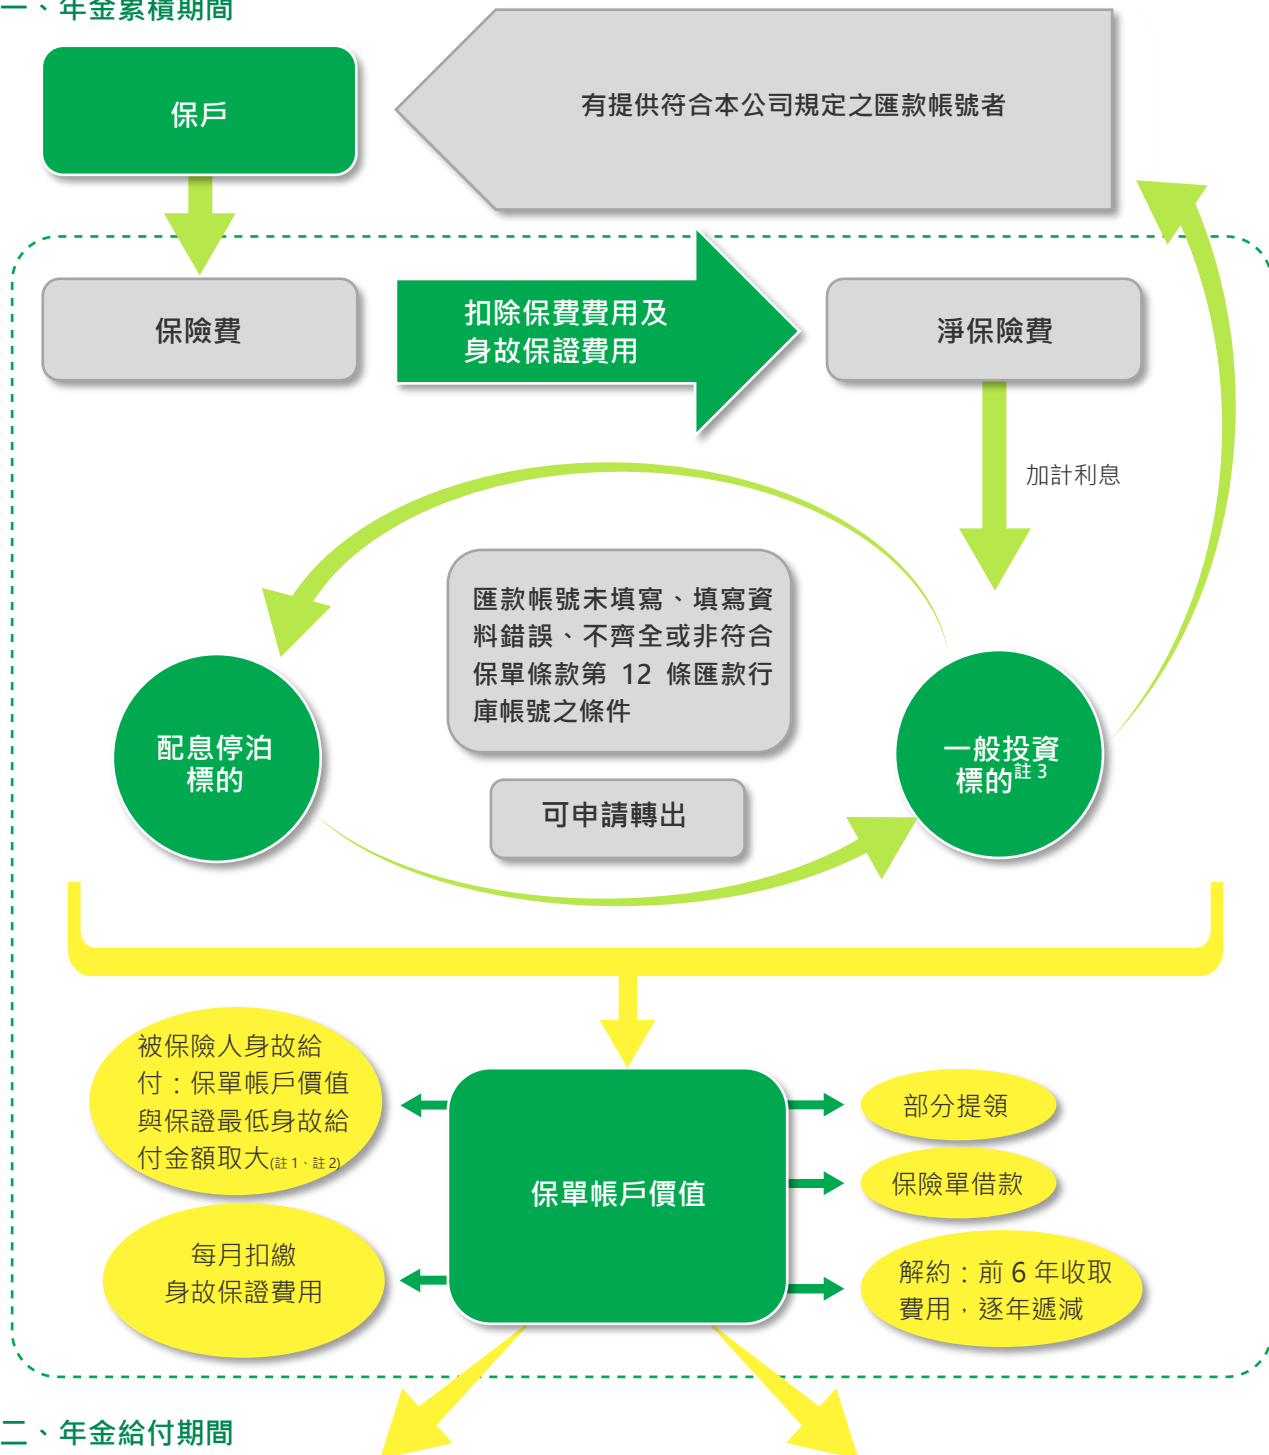 一、年金累積期間
保戶
有提供符合本公司規定之匯款帳號者
保險費
扣除保費費用及
身故保證費用
淨保險費
加計利息
匯款帳號未填寫、填寫資
料錯誤、不齊全或非符合
保單條款第 12 條匯款行
庫帳號之條件
配息停泊
標的
一般投資
標的註 3
可申請轉出
被保險人身故給
付：保單帳戶價值
與保證最低身故給
付金額取大(註 1、註 2)
每月扣繳
身故保證費用
保單帳戶價值
部分提領
保險單借款
解約：前 6 年收取
費用，逐年遞減
二、年金給付期間